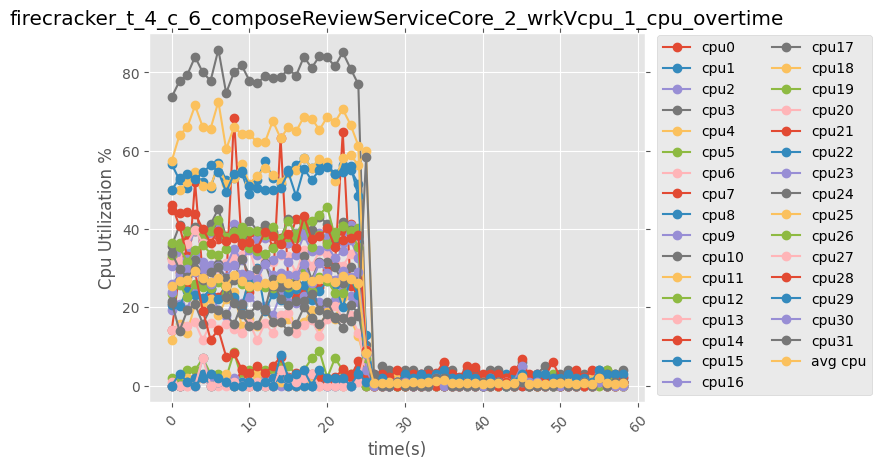 firecracker_t_4_c_6_composeReviewServiceCore_2_wrkVcpu_1_cpu_overtime
Cpu Utilization %
80
60
40
20
0
0
10
20
30
40
50
60
time(s)
cpu0
cpu1
cpu2
cpu3
cpu4
cpu5
cpu6
cpu7
cpu8
cpu9
cpu10
cpu11
cpu12
cpu13
cpu14
cpu15
cpu16
cpu17
cpu18
cpu19
cpu20
cpu21
cpu22
cpu23
cpu24
cpu25
cpu26
cpu27
cpu28
cpu29
cpu30
cpu31
avg cpu